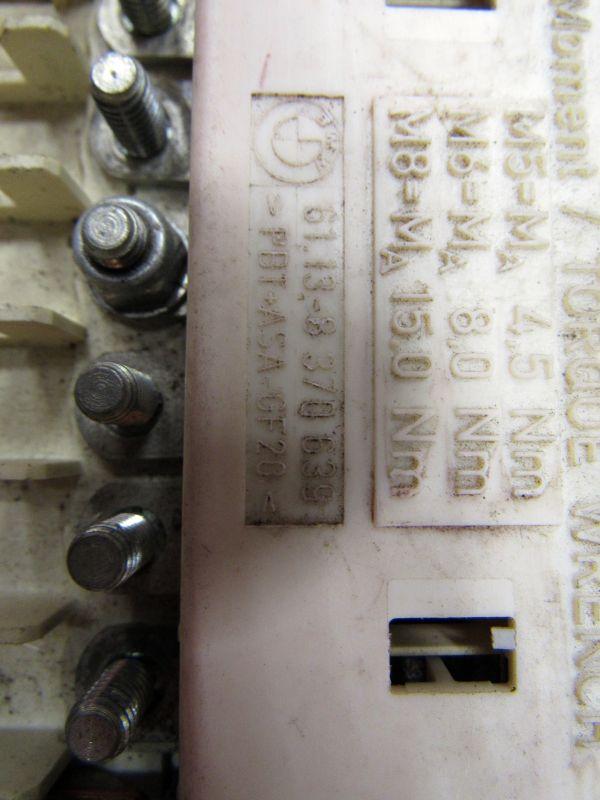 Moment / TORQUE WRENCH
M5=MA 4,5 Nm
M6=MA 8,0 Nm
M8=MA 15,0 Nm
61.13-8 370 639
>PBT+ASA-GF20<